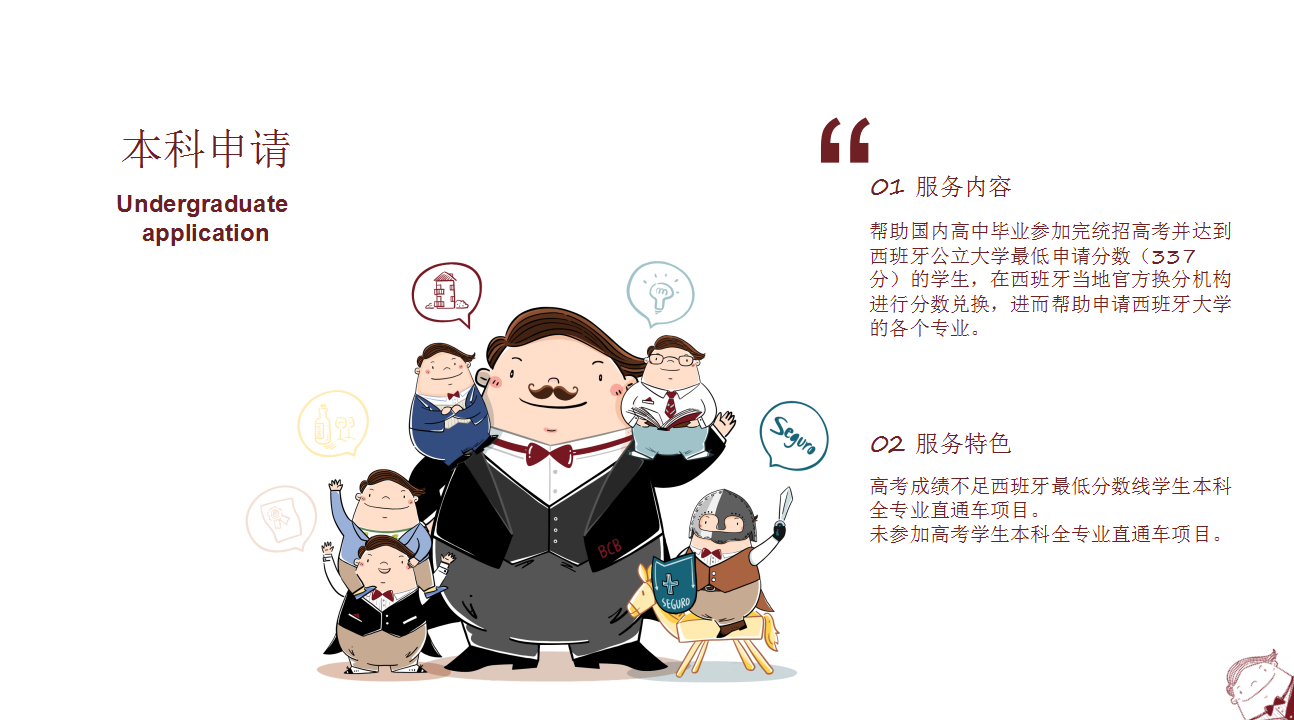 本科申请
Undergraduate
application
01 服务内容
帮助国内高中毕业参加完统招高考并达到
西班牙公立大学最低申请分数（337
分）的学生，在西班牙当地官方换分机构
进行分数兑换，进而帮助申请西班牙大学
的各个专业。
02 服务特色
高考成绩不足西班牙最低分数线学生本科
全专业直通车项目。
未参加高考学生本科全专业直通车项目。
Seguro
BCB
SEGURO